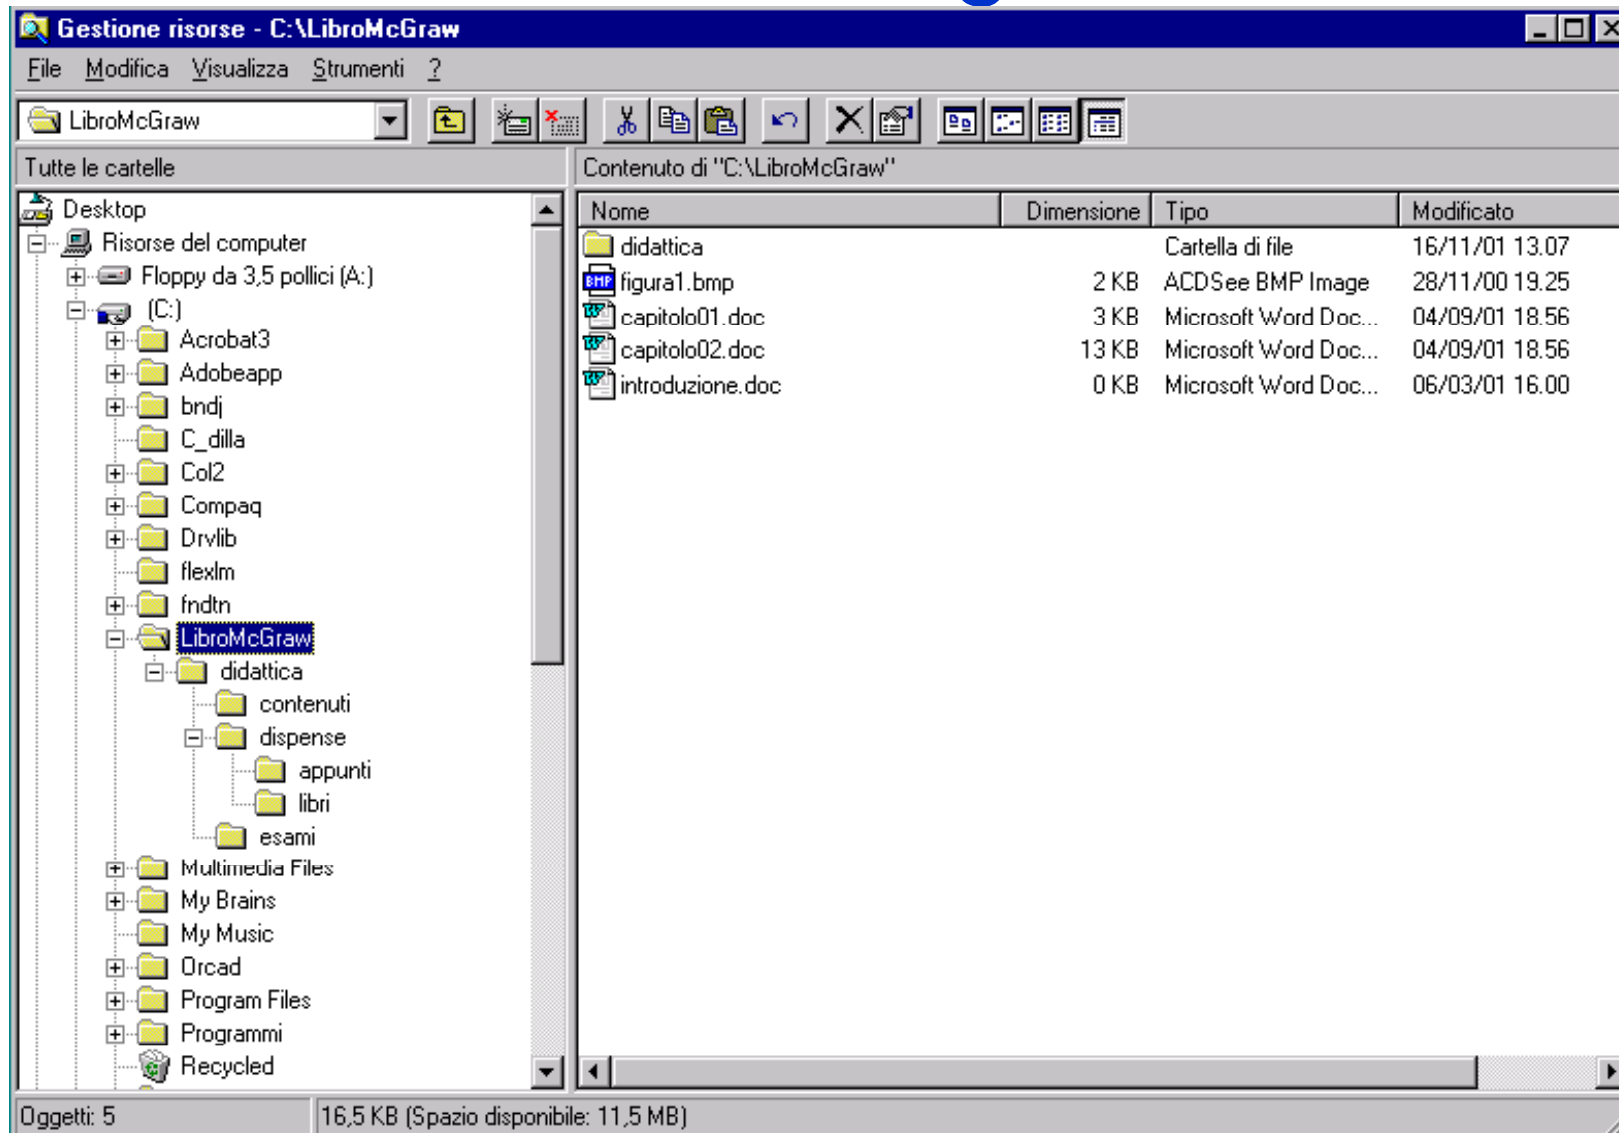 Gestione risorse - C:\LibroMcGraw
File Modifica Visualizza Strumenti ?
LibroMcGraw
Tutte le cartelle
Contenuto di "C:\LibroMcGraw"
Desktop
Risorse del computer
Floppy da 3,5 pollici (A:)
(C:)
Acrobat3
Adobeapp
bndj
C_dilla
Col2
Compaq
Drvlib
flexlm
fndtn
LibroMcGraw
didattica
contenuti
dispense
appunti
libri
esami
Multimedia Files
My Brains
My Music
Orcad
Program Files
Programmi
Recycled
Nome Dimensione Tipo Modificato
didattica Cartella di file 16/11/01 13.07
BMP figura1.bmp 2 KB ACDSee BMP Image 28/11/00 19.25
capitolo01.doc 3 KB Microsoft Word Doc... 04/09/01 18.56
capitolo02.doc 13 KB Microsoft Word Doc... 04/09/01 18.56
introduzione.doc 0 KB Microsoft Word Doc... 06/03/01 16.00
Oggetti: 5
16,5 KB (Spazio disponibile: 11,5 MB)